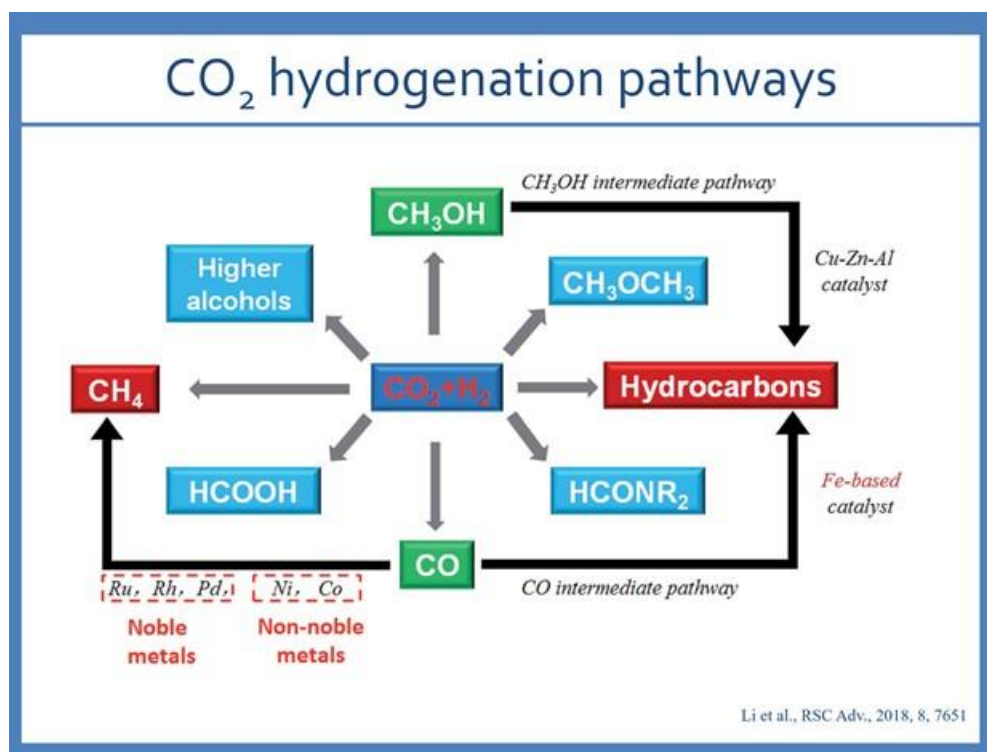 CO₂ hydrogenation pathways
CH₃OH intermediate pathway
CH₃OH
Higher
alcohols
CH₃OCH₃
Cu-Zn-Al
catalyst
CH₄
CO₂+H₂
Hydrocarbons
HCOOH
HCONR₂
Fe-based
catalyst
CO
CO intermediate pathway
Ru, Rh, Pd,
Ni, Co
Noble
metals
Non-noble
metals
Li et al., RSC Adv., 2018, 8, 7651